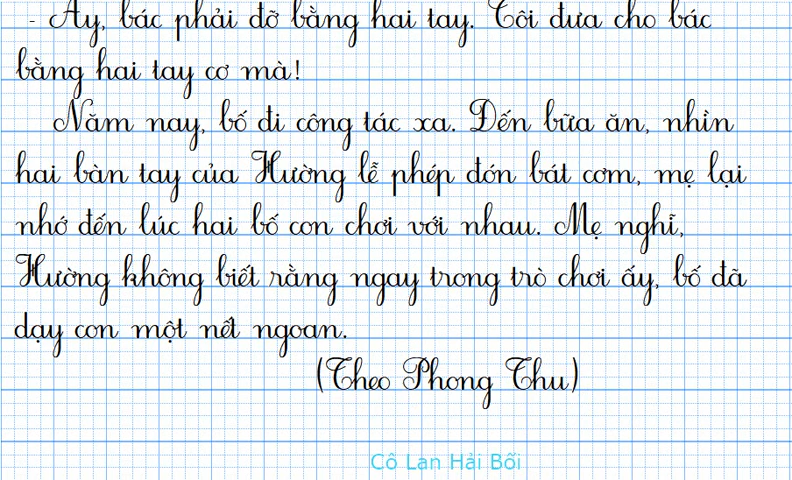 - Ấy, bác phải đỡ bằng hai tay. Tôi đưa cho bác
bằng hai tay cơ mà!
Năm nay, bố đi công tác xa. Đến bữa ăn, nhìn
hai bàn tay của Hường lễ phép đón bát cơm, mẹ lại
nhớ đến lúc hai bố con chơi với nhau. Mẹ nghĩ,
Hường không biết rằng ngay trong trò chơi ấy, bố đã
dạy con một nết ngoan.
(Theo Phong Thu)
Cô Lan Hải Bối